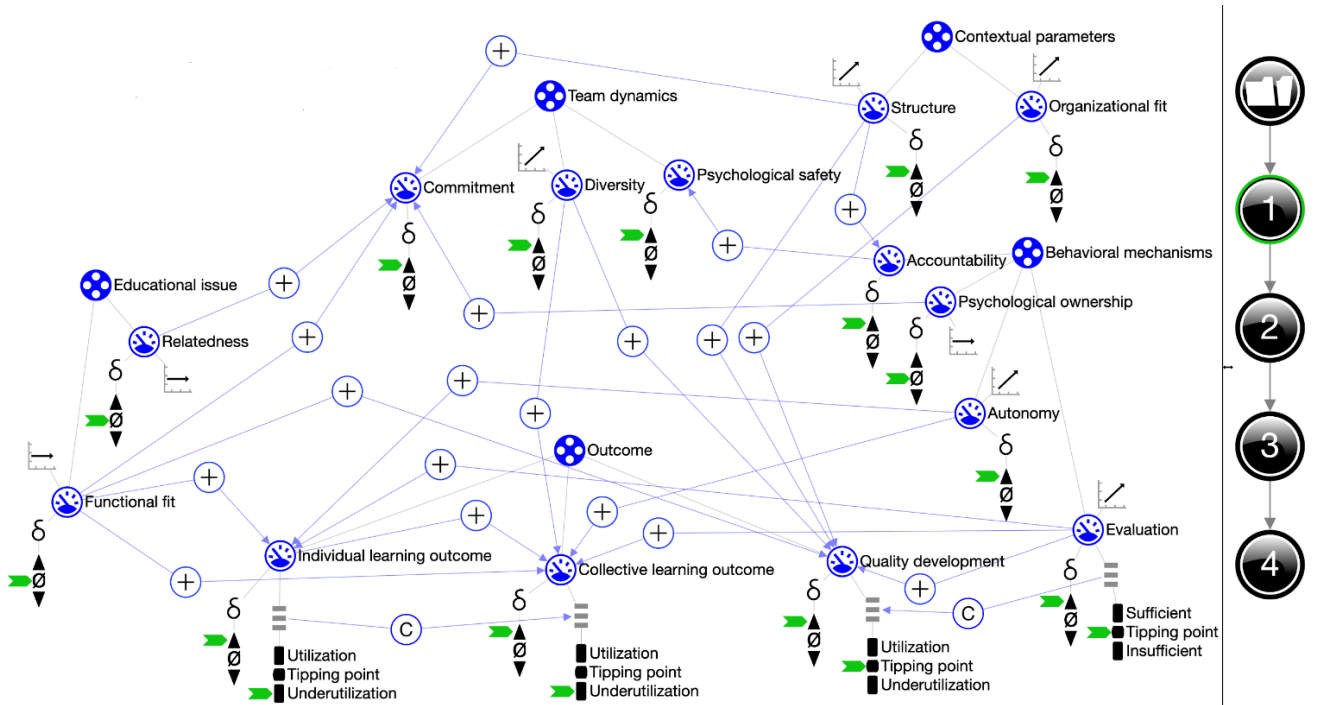 Contextual parameters
Team dynamics
Structure
Organizational fit
Commitment
Diversity
Psychological safety
δ
δ
δ
δ
δ
δ
Ø
Ø
Ø
Ø
Ø
+
+
+
Accountability
Behavioral mechanisms
Educational issue
+
+
Psychological ownership
δ
δ
Ø
Ø
Relatedness
+
+
+
+
δ
Ø
+
+
Autonomy
δ
Ø
+
Outcome
Functional fit
+
+
+
+
+
Evaluation
δ
Ø
Individual learning outcome
Collective learning outcome
Quality development
+
+
δ
δ
δ
δ
Ø
Ø
Ø
Ø
C
C
Sufficient
Tipping point
Insufficient
Utilization
Tipping point
Underutilization
Utilization
Tipping point
Underutilization
Utilization
Tipping point
Underutilization
1
2
3
4